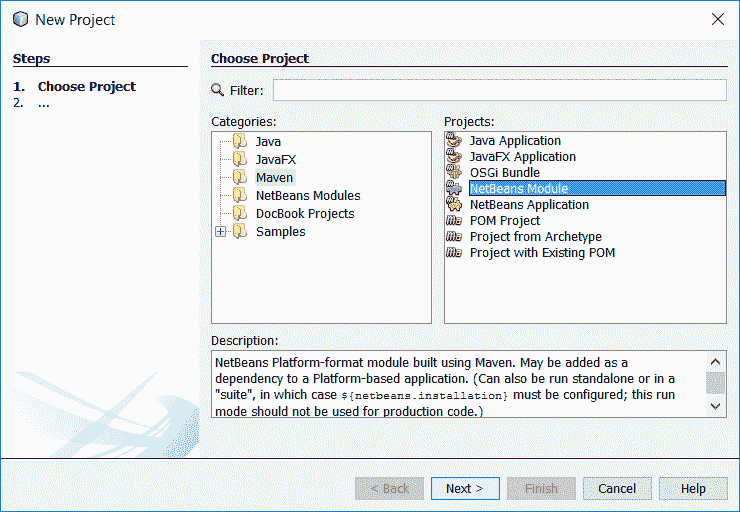 New Project
Steps
1. Choose Project
2. ...
Choose Project
Filter:
Categories:
Java
JavaFX
Maven
NetBeans Modules
DocBook Projects
Samples
Projects:
Java Application
JavaFX Application
OSGi Bundle
NetBeans Module
NetBeans Application
POM Project
Project from Archetype
Project with Existing POM
Description:
NetBeans Platform-format module built using Maven. May be added as a
dependency to a Platform-based application. (Can also be run standalone or in a
"suite", in which case ${netbeans.installation} must be configured; this run
mode should not be used for production code.)
< Back
Next >
Finish
Cancel
Help